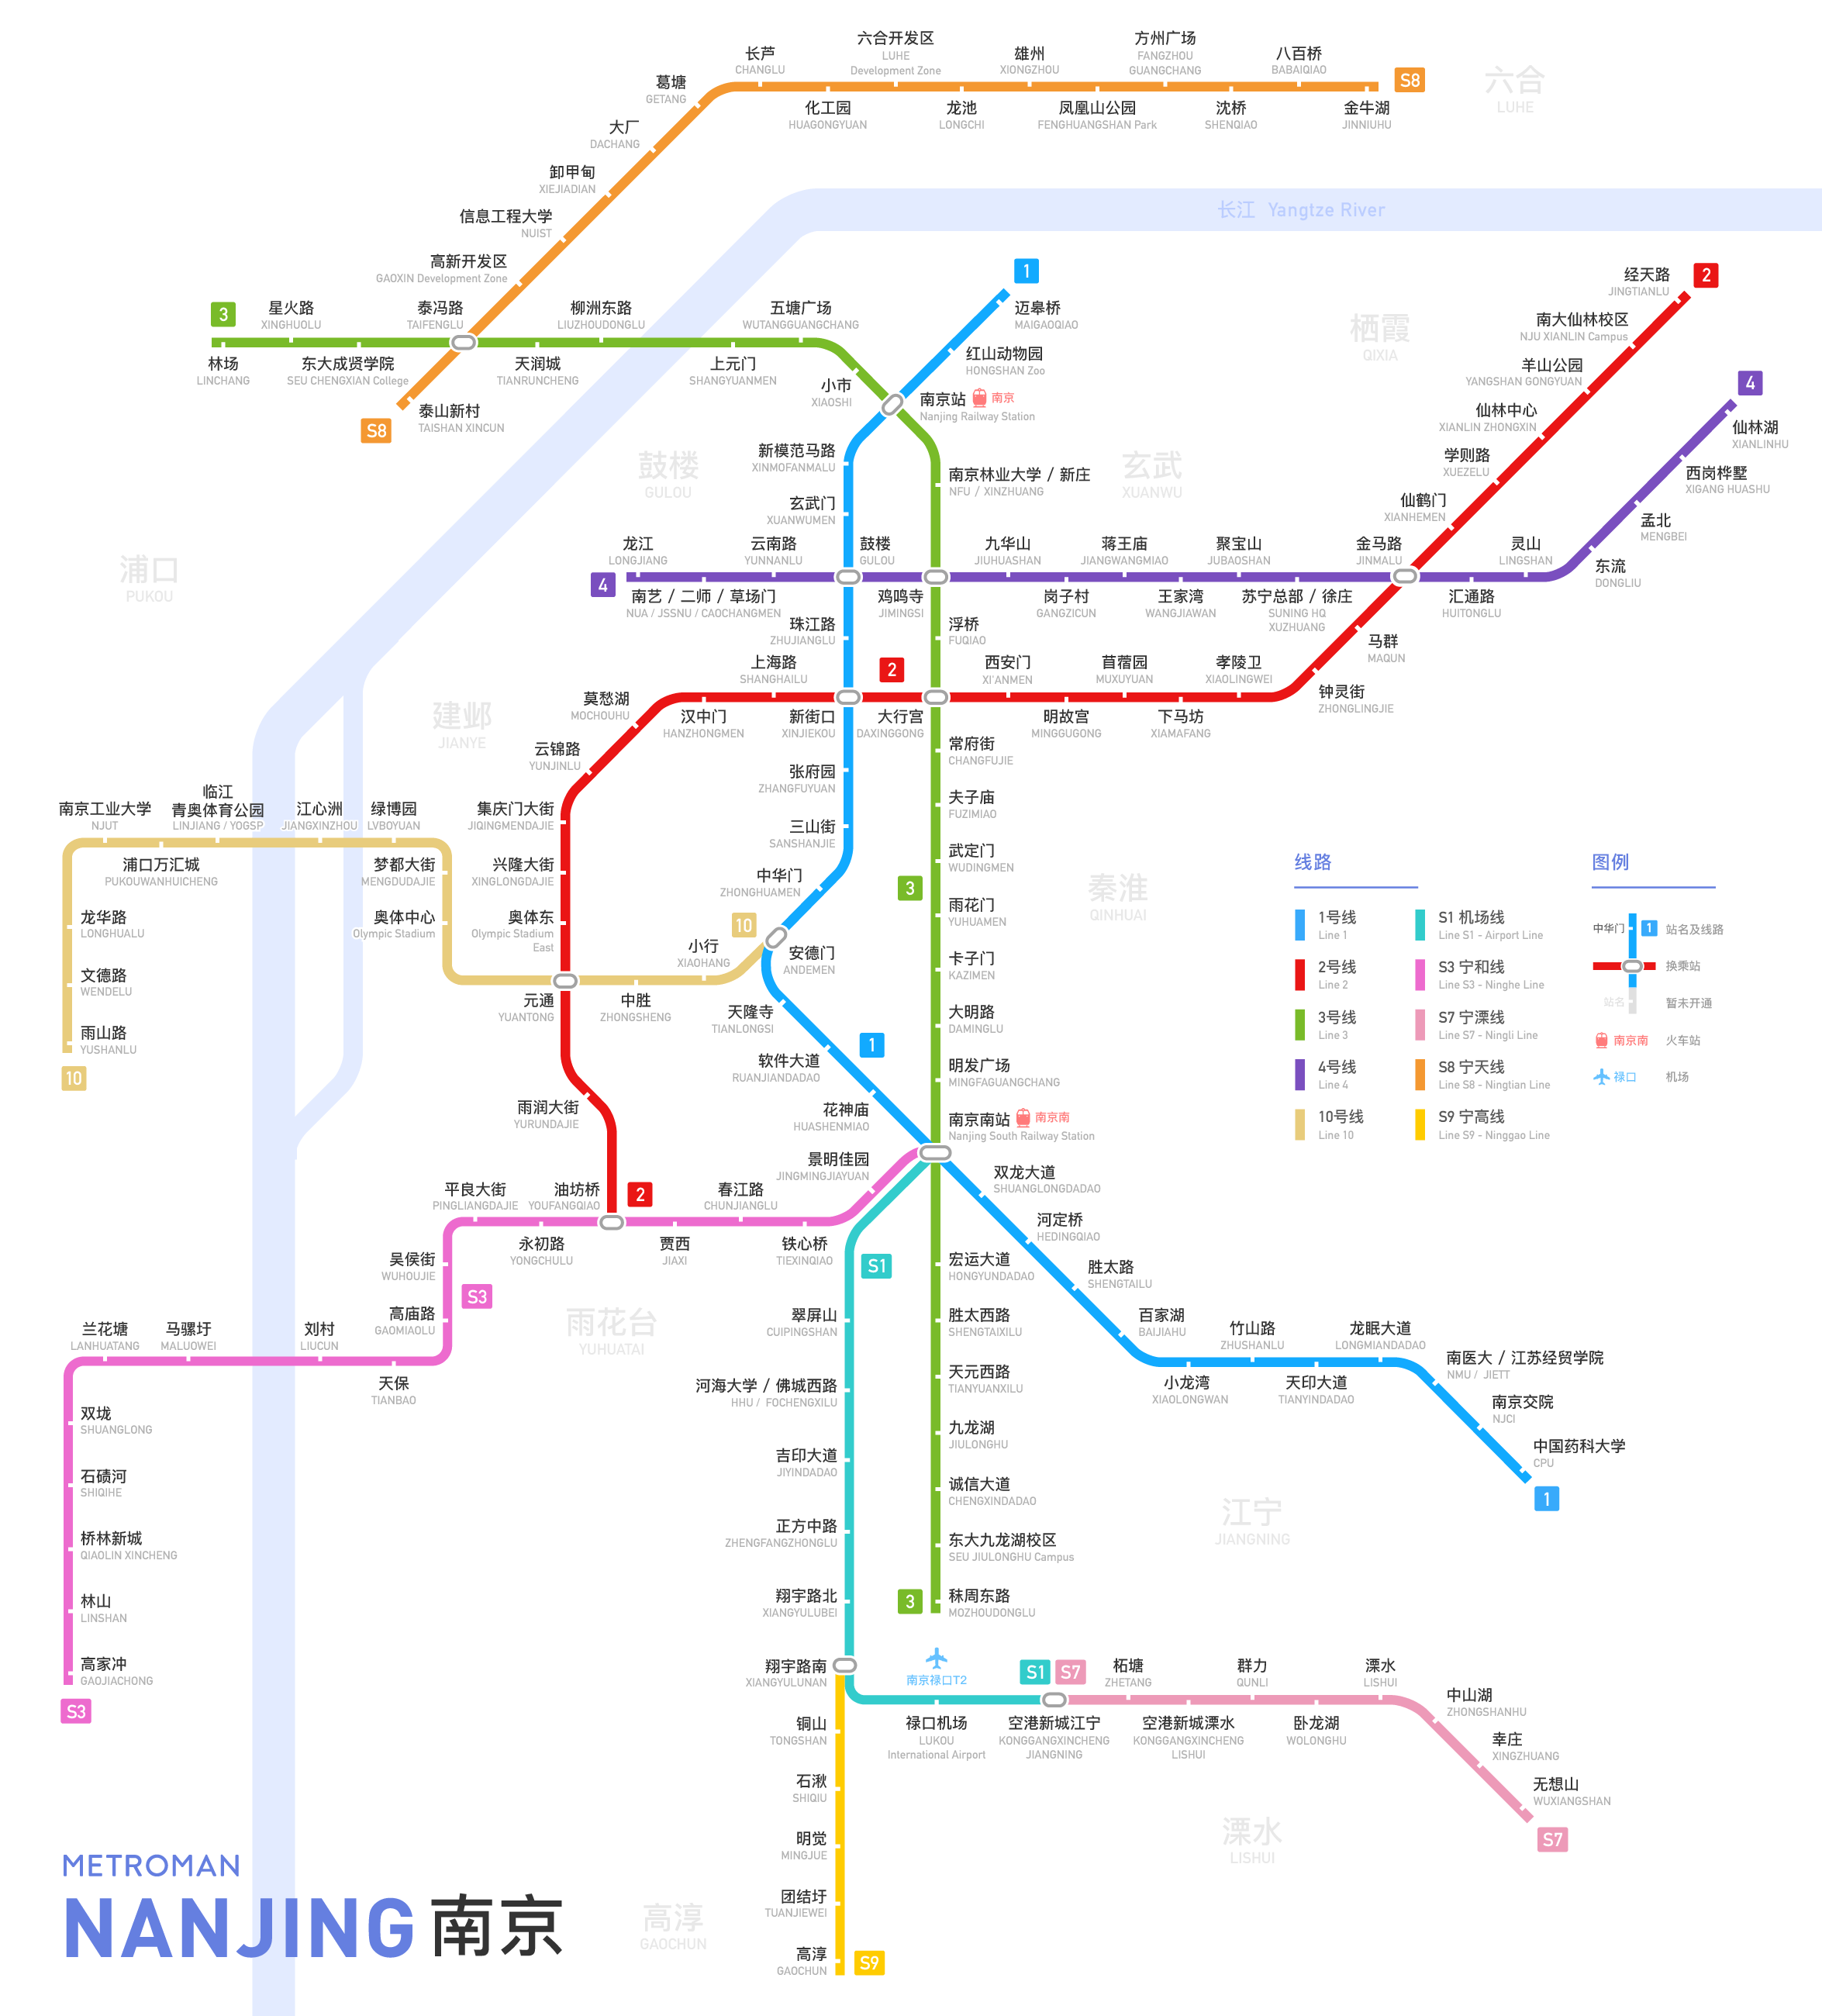 长芦
CHANGLU
六合开发区
LUHE
Development Zone
雄州
XIONGZHOU
方州广场
FANGZHOU
GUANGCHANG
八百桥
BABAIQIAO
S8
六合
LUHE
葛塘
GETANG
化工园
HUAGONGYUAN
龙池
LONGCHI
凤凰山公园
FENGHUANGSHAN Park
沈桥
SHENQIAO
金牛湖
JINNIUHU
大厂
DACHANG
卸甲甸
XIEJIADIAN
信息工程大学
NUIST
高新开发区
GAOXIN Development Zone
长江 Yangtze River
3
星火路
XINGHUOLU
泰冯路
TAIFENGLU
柳洲东路
LIUZHOUDONGLU
五塘广场
WUTANGGUANGCHANG
林场
LINCHANG
东大成贤学院
SEU CHENGXIAN College
天润城
TIANRUNCHENG
上元门
SHANGYUANMEN
小市
XIAOSHI
S8
泰山新村
TAISHAN XINCUN
1
迈皋桥
MAIGAOQIAO
红山动物园
HONGSHAN Zoo
南京站
南京
Nanjing Railway Station
栖霞
QIXIA
经天路
JINGTIANLU
2
南大仙林校区
NJU XIANLIN Campus
羊山公园
YANGSHAN GONGYUAN
仙林中心
XIANLIN ZHONGXIN
学则路
XUEZELU
仙鹤门
XIANHEMEN
4
仙林湖
XIANLINHU
西岗桦墅
XIGANG HUASHU
孟北
MENGBEI
东流
DONGLIU
鼓楼
GULOU
新模范马路
XINMOFANMALU
玄武门
XUANWUMEN
南京林业大学 / 新庄
NFU / XINZHUANG
玄武
XUANWU
浦口
PUKOU
龙江
LONGJIANG
云南路
YUNNANLU
鼓楼
GULOU
九华山
JIUHUASHAN
蒋王庙
JIANGWANGMIAO
聚宝山
JUBAOSHAN
金马路
JINMALU
灵山
LINGSHAN
4
南艺 / 二师 / 草场门
NUA / JSSNU / CAOCHANGMEN
鸡鸣寺
JIMINGSI
岗子村
GANGZICUN
王家湾
WANGJIAWAN
苏宁总部 / 徐庄
SUNING HQ
XUZHUANG
汇通路
HUITONGLU
珠江路
ZHUJIANGLU
浮桥
FUQIAO
马群
MAQUN
钟灵街
ZHONGLINGJIE
建邺
JIANYE
莫愁湖
MOCHOUHU
上海路
SHANGHAILU
2
西安门
XI'ANMEN
苜蓿园
MUXUYUAN
孝陵卫
XIAOLINGWEI
汉中门
HANZHONGMEN
新街口
XINJIEKOU
大行宫
DAXINGGONG
明故宫
MINGGUGONG
下马坊
XIAMAFANG
云锦路
YUNJINLU
张府园
ZHANGFUYUAN
常府街
CHANGFUJIE
三山街
SANSHANJIE
夫子庙
FUZIMIAO
武定门
WUDINGMEN
中华门
ZHONGHUAMEN
3
雨花门
YUHUAMEN
秦淮
QINHUAI
南京工业大学
NJUT
临江
青奥体育公园
LINJIANG / YOGSP
江心洲
JIANGXINZHOU
绿博园
LVBOYUAN
集庆门大街
JIQINGMENDAJIE
浦口万汇城
PUKOUWANHUICHENG
梦都大街
MENGDUDAJIE
兴隆大街
XINGLONGDAJIE
龙华路
LONGHUALU
奥体中心
Olympic Stadium
奥体东
Olympic Stadium
East
文德路
WENDELU
雨山路
YUSHANLU
10
10
小行
XIAOHANG
安德门
ANDEMEN
元通
YUANTONG
中胜
ZHONGSHENG
天隆寺
TIANLONGSI
卡子门
KAZIMEN
大明路
DAMINGLU
1
软件大道
RUANJIANDADAO
明发广场
MINGFAGUANGCHANG
雨润大街
YURUNDAJIE
花神庙
HUASHENMIAO
南京南站
南京南
Nanjing South Railway Station
线路
1号线
Line 1
2号线
Line 2
3号线
Line 3
4号线
Line 4
10号线
Line 10
S1 机场线
Line S1 - Airport Line
S3 宁和线
Line S3 - Ninghe Line
S7 宁溧线
Line S7 - Ningli Line
S8 宁天线
Line S8 - Ningtian Line
S9 宁高线
Line S9 - Ninggao Line
图例
中华门
1
站名及线路
换乘站
站名
暂未开通
南京南
火车站
禄口
机场
平良大街
PINGLIANGDAJIE
油坊桥
YOUFANGQIAO
2
春江路
CHUNJIANGLU
景明佳园
JINGMINGJIAYUAN
双龙大道
SHUANGLONGDADAO
吴侯街
WUHOUJIE
永初路
YONGCHULU
贾西
JIAXI
铁心桥
TIEXINQIAO
S1
宏运大道
HONGYUNDADAO
河定桥
HEDINGQIAO
胜太路
SHENGTAILU
高庙路
GAOMIAOLU
S3
雨花台
YUHUATAI
翠屏山
CUIPINGSHAN
胜太西路
SHENGTAIXILU
百家湖
BAIJIAHU
竹山路
ZHUSHANLU
龙眠大道
LONGMIANDADAO
兰花塘
LANHUATANG
马骡圩
MALUOWEI
刘村
LIUCUN
天保
TIANBAO
河海大学 / 佛城西路
HHU / FOCHENGXILU
天元西路
TIANYUANXILU
小龙湾
XIAOLONGWAN
天印大道
TIANYINDADAO
南医大 / 江苏经贸学院
NMU / JIETT
南京交院
NJCI
中国药科大学
CPU
1
双垅
SHUANGLONG
石碛河
SHIQIHE
桥林新城
QIAOLIN XINCHENG
林山
LINSHAN
高家冲
GAOJIACHONG
S3
吉印大道
JIYINDADAO
九龙湖
JIULONGHU
诚信大道
CHENGXINDADAO
江宁
JIANGNING
正方中路
ZHENGFANGZHONGLU
东大九龙湖校区
SEU JIULONGHU Campus
翔宇路北
XIANGYULUBEI
3
秣周东路
MOZHOUDONGLU
翔宇路南
XIANGYULUNAN
南京禄口T2
S1
S7
柘塘
ZHETANG
群力
QUNLI
溧水
LISHUI
中山湖
ZHONGSHANHU
铜山
TONGSHAN
禄口机场
LUKOU
International Airport
空港新城江宁
KONGGANGXINCHENG
JIANGNING
空港新城溧水
KONGGANGXINCHENG
LISHUI
卧龙湖
WOLONGHU
幸庄
XINGZHUANG
无想山
WUXIANGSHAN
S7
石湫
SHIQIU
明觉
MINGJUE
溧水
LISHUI
团结圩
TUANJIEWEI
高淳
GAOCHUN
高淳
GAOCHUN
S9
METROMAN
NANJING 南京